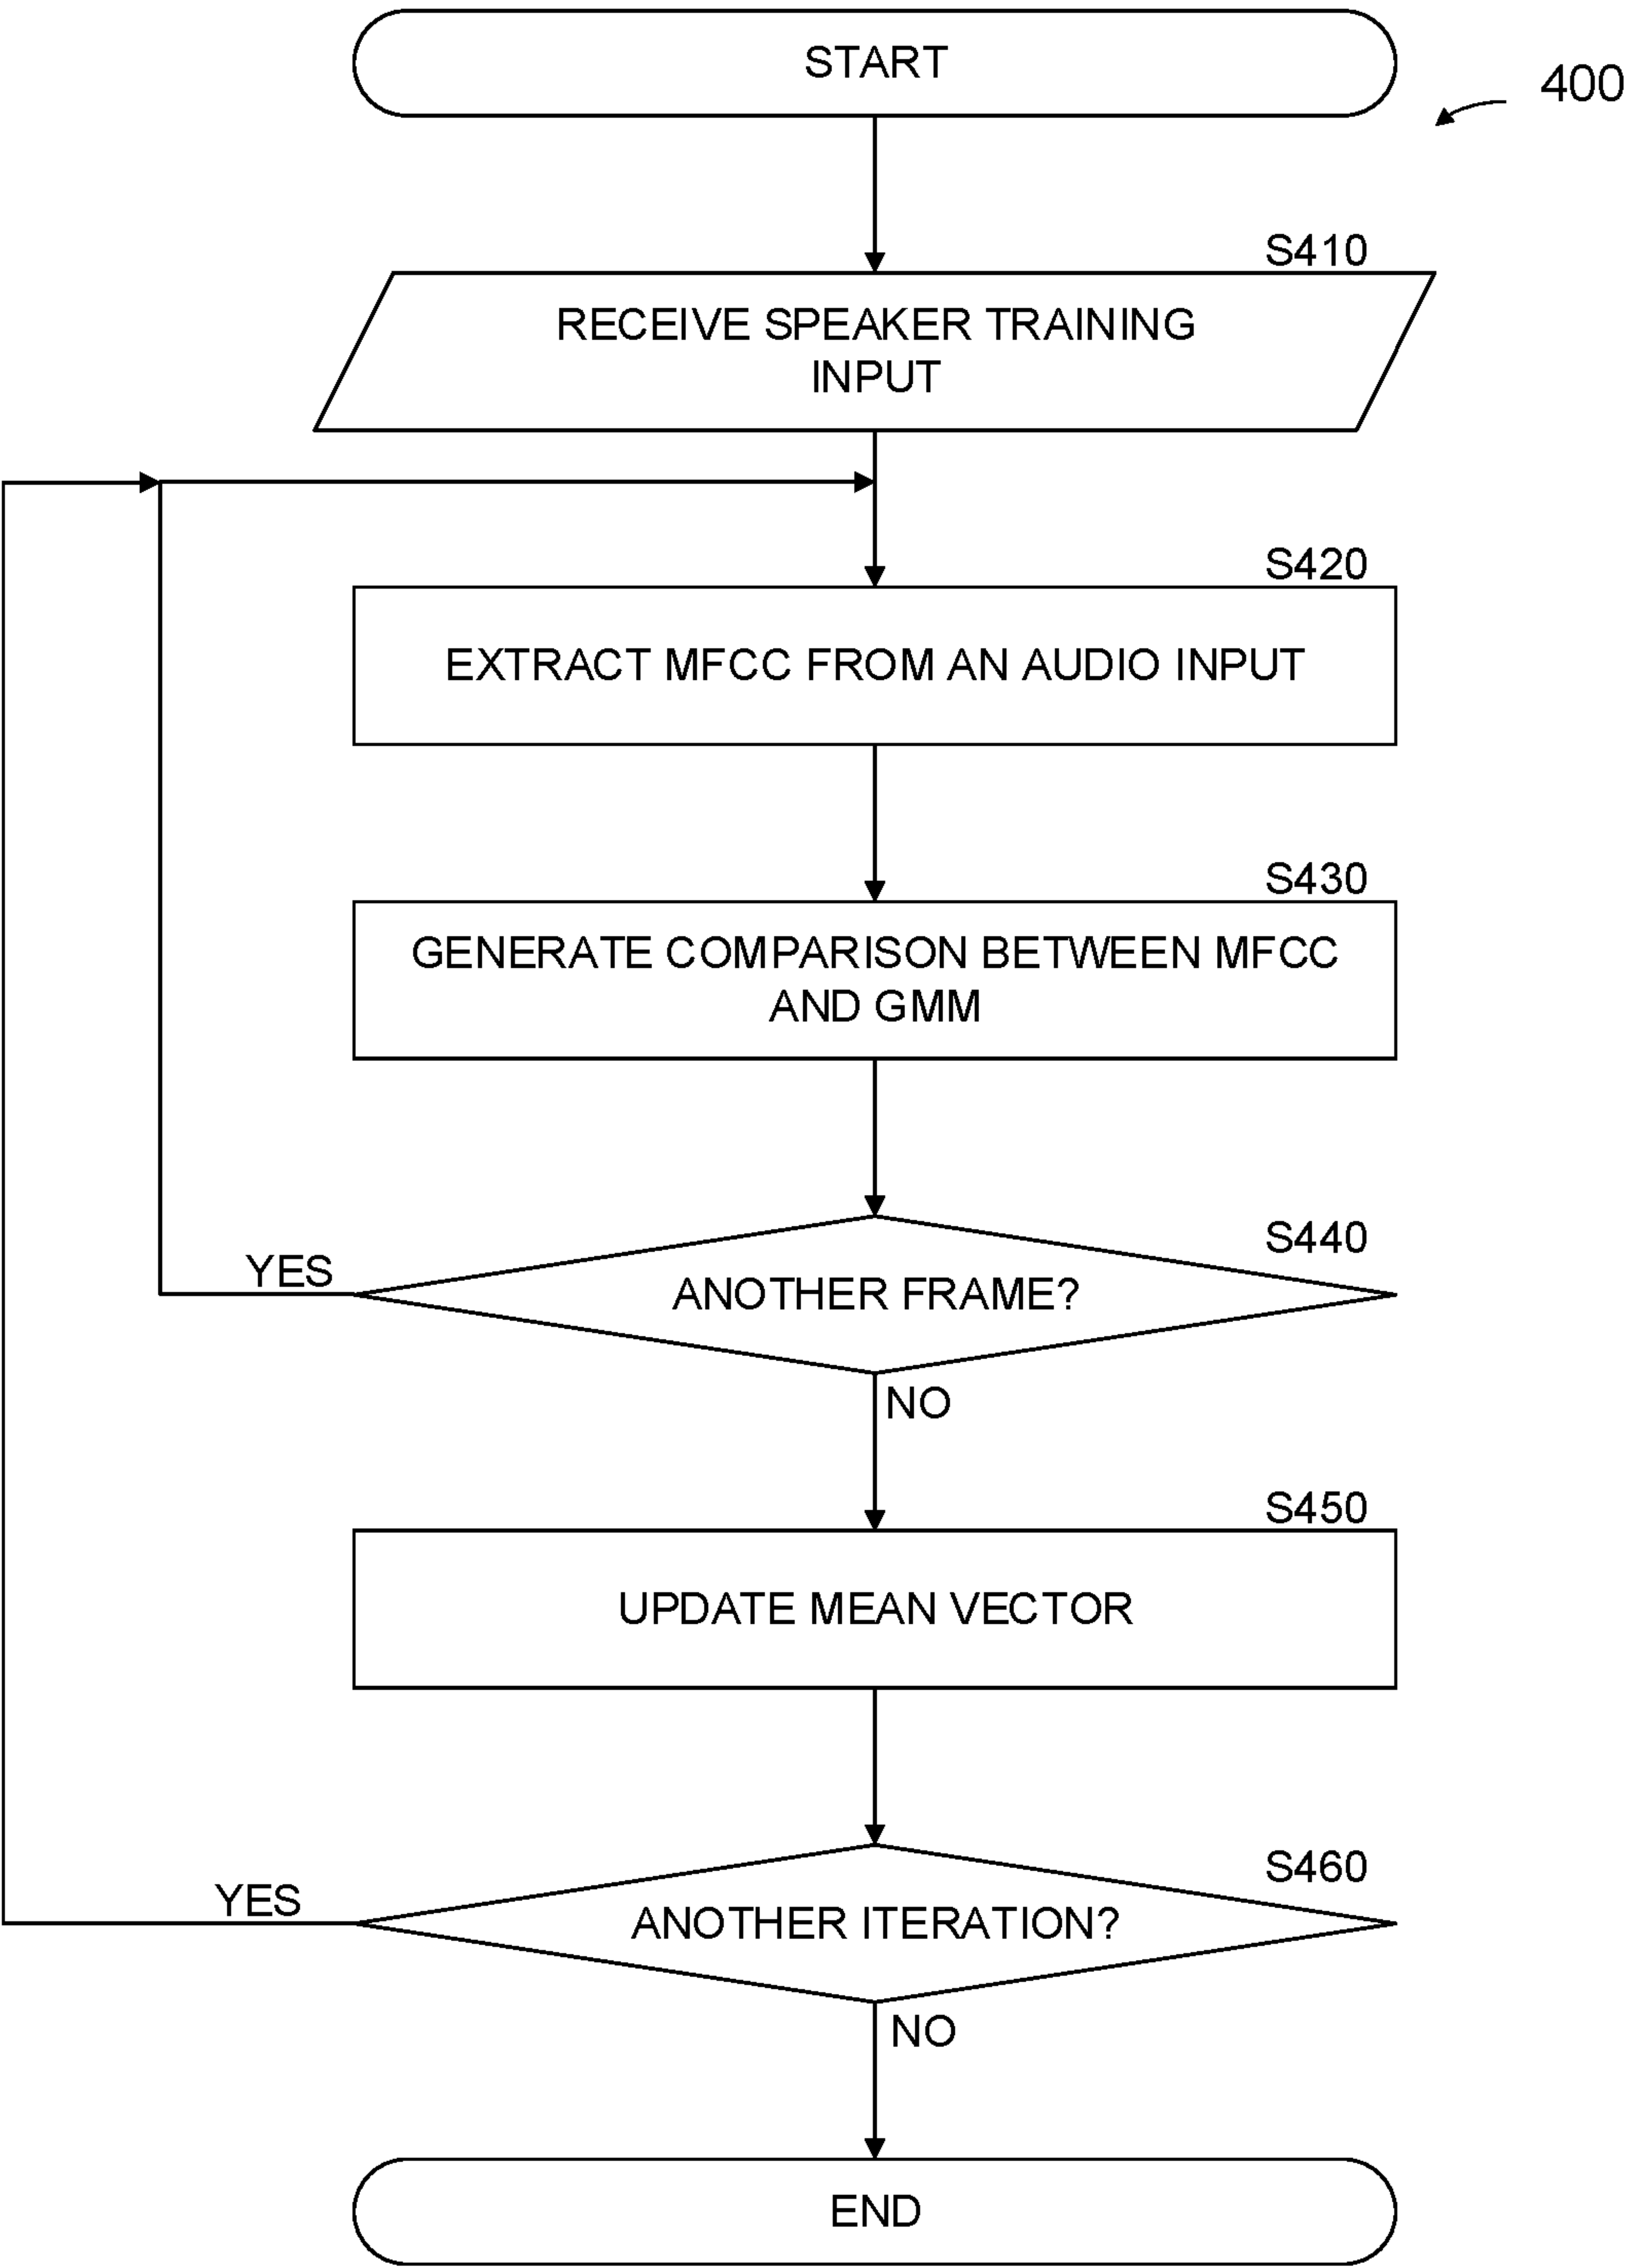 START
400
S410
RECEIVE SPEAKER TRAINING
INPUT
S420
EXTRACT MFCC FROM AN AUDIO INPUT
S430
GENERATE COMPARISON BETWEEN MFCC
AND GMM
S440
YES
ANOTHER FRAME?
NO
S450
UPDATE MEAN VECTOR
S460
YES
ANOTHER ITERATION?
NO
END